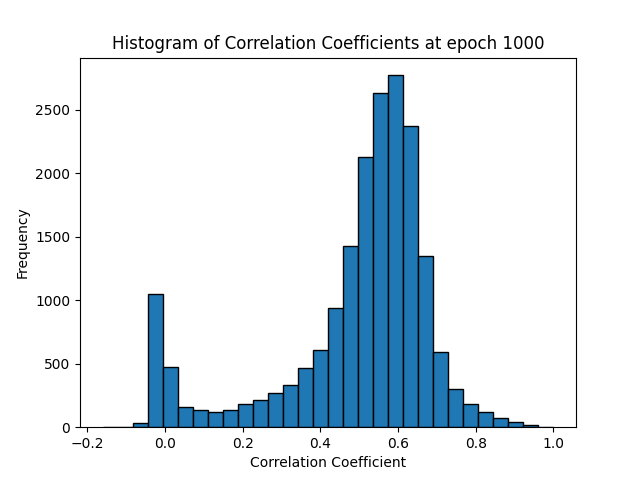 Histogram of Correlation Coefficients at epoch 1000
2500
2000
1500
1000
500
0
Frequency
−0.2 0.0 0.2 0.4 0.6 0.8 1.0
Correlation Coefficient